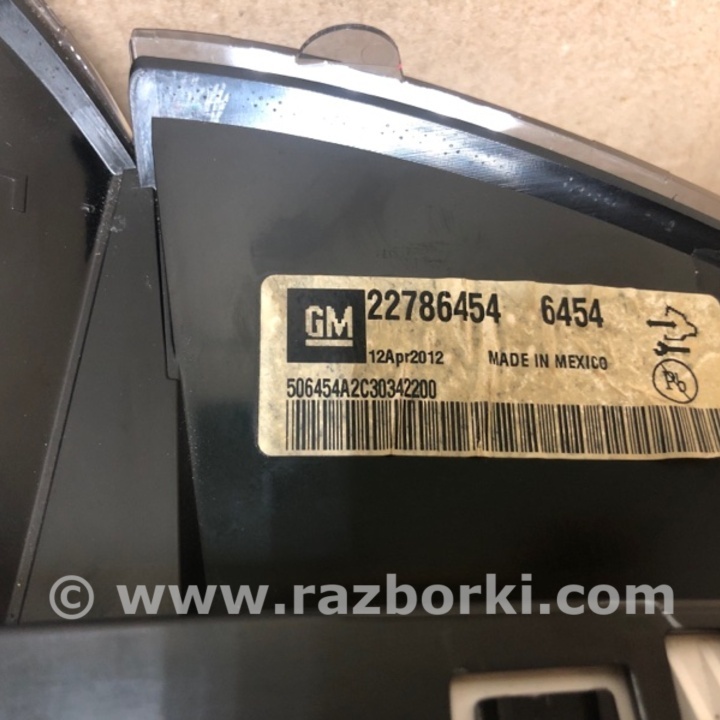 GM 22786454 6454
12Apr2012 MADE IN MEXICO
506454A2C30342200
Pb
© www.razborki.com